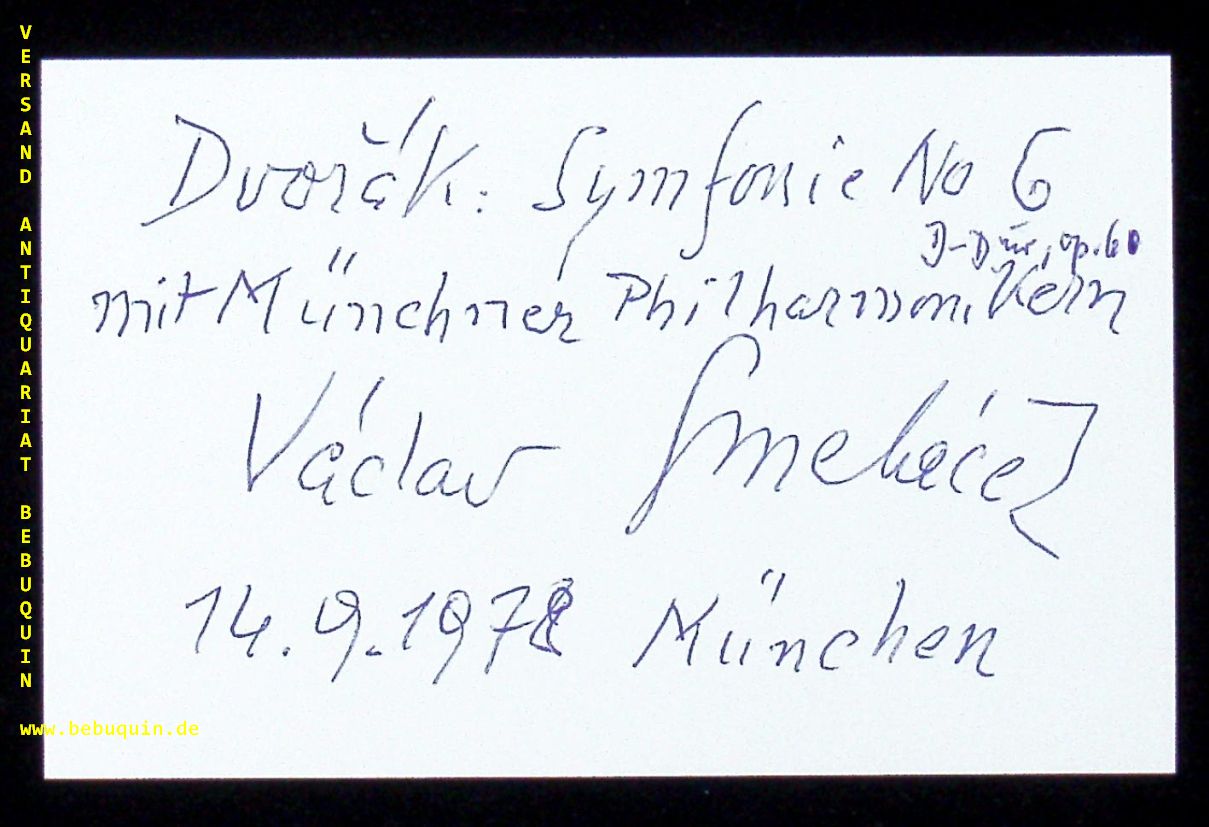 VERSAND ANTIQUARIAT BEBUQUIN
Dvořák: Symfonie No 6
D-Dur, op. 60
mit Münchner Philharmonikern
Václav Smetáček
14.9.1978 München
www.bebuquin.de